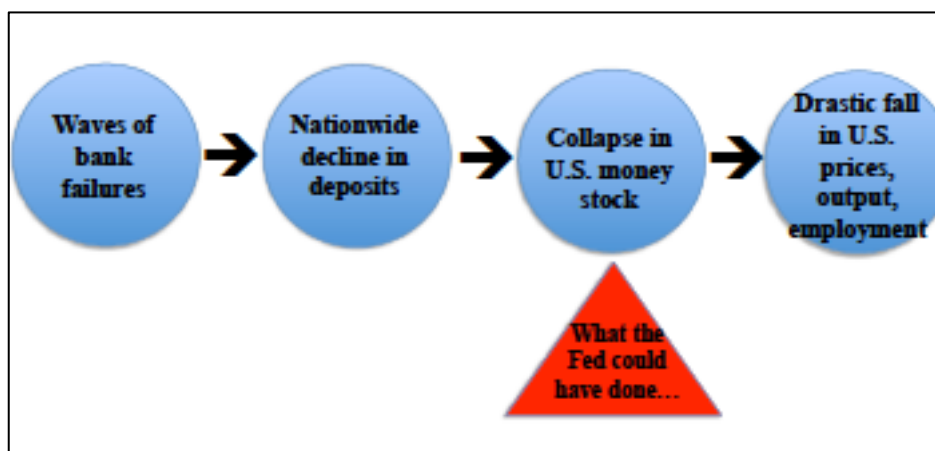 Waves of
bank
failures
Nationwide
decline in
deposits
Collapse in
U.S. money
stock
Drastic fall
in U.S.
prices,
output,
employment
What the
Fed could
have done…